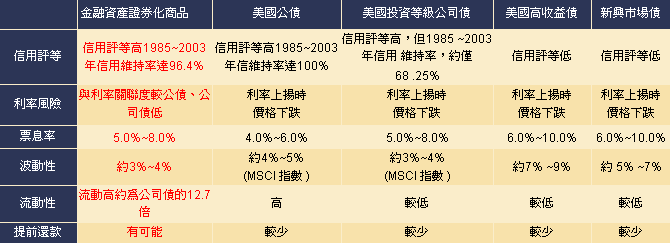 金融資產證券化商品 美國公債 美國投資等級公司債 美國高收益債 新興市場債
信用評等 信用評等高1985~2003年信用維持率達96.4% 信用評等高1985~2003年信維持率達100% 信用評等高，但1985 ~2003年信用 維持率，約僅68 .25% 信用評等低 信用評等低
利率風險 與利率關聯度較公債、公司債低 利率上揚時價格下跌 利率上揚時價格下跌 利率上揚時價格下跌 利率上揚時價格下跌
票息率 5.0%~8.0% 4.0%~6.0% 5.0%~8.0% 6.0%~10.0% 6.0%~10.0%
波動性 約3%~4% 約4%~5%(MSCI 指數 ) 約3%~4%(MSCI 指數 ) 約7% ~9% 約 5% ~7%
流動性 流動高約為公司債的12.7倍 高 較低 較低 較低
提前還款 有可能 較少 較少 較少 較少